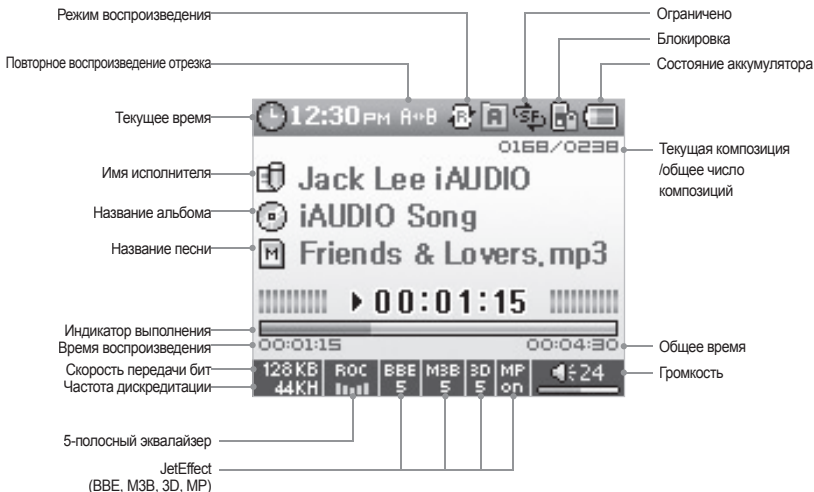 Режим воспроизведения
Ограничено
Блокировка
Повторное воспроизведение отрезка
Состояние аккумулятора
Текущее время
12:30 PM A↔B R A SF
0168/0238
Текущая композиция
/общее число
композиций
Имя исполнителя
Jack Lee iAUDIO
Название альбома
iAUDIO Song
Название песни
M Friends & Lovers.mp3
00:01:15
Индикатор выполнения
Время воспроизведения
00:01:15
00:04:30
Общее время
Скорость передачи бит
Частота дискредитации
128KB ROC BBE M3B 3D MP 24
44KH 5 5 5 on
Громкость
5-полосный эквалайзер
JetEffect
(BBE, M3B, 3D, MP)